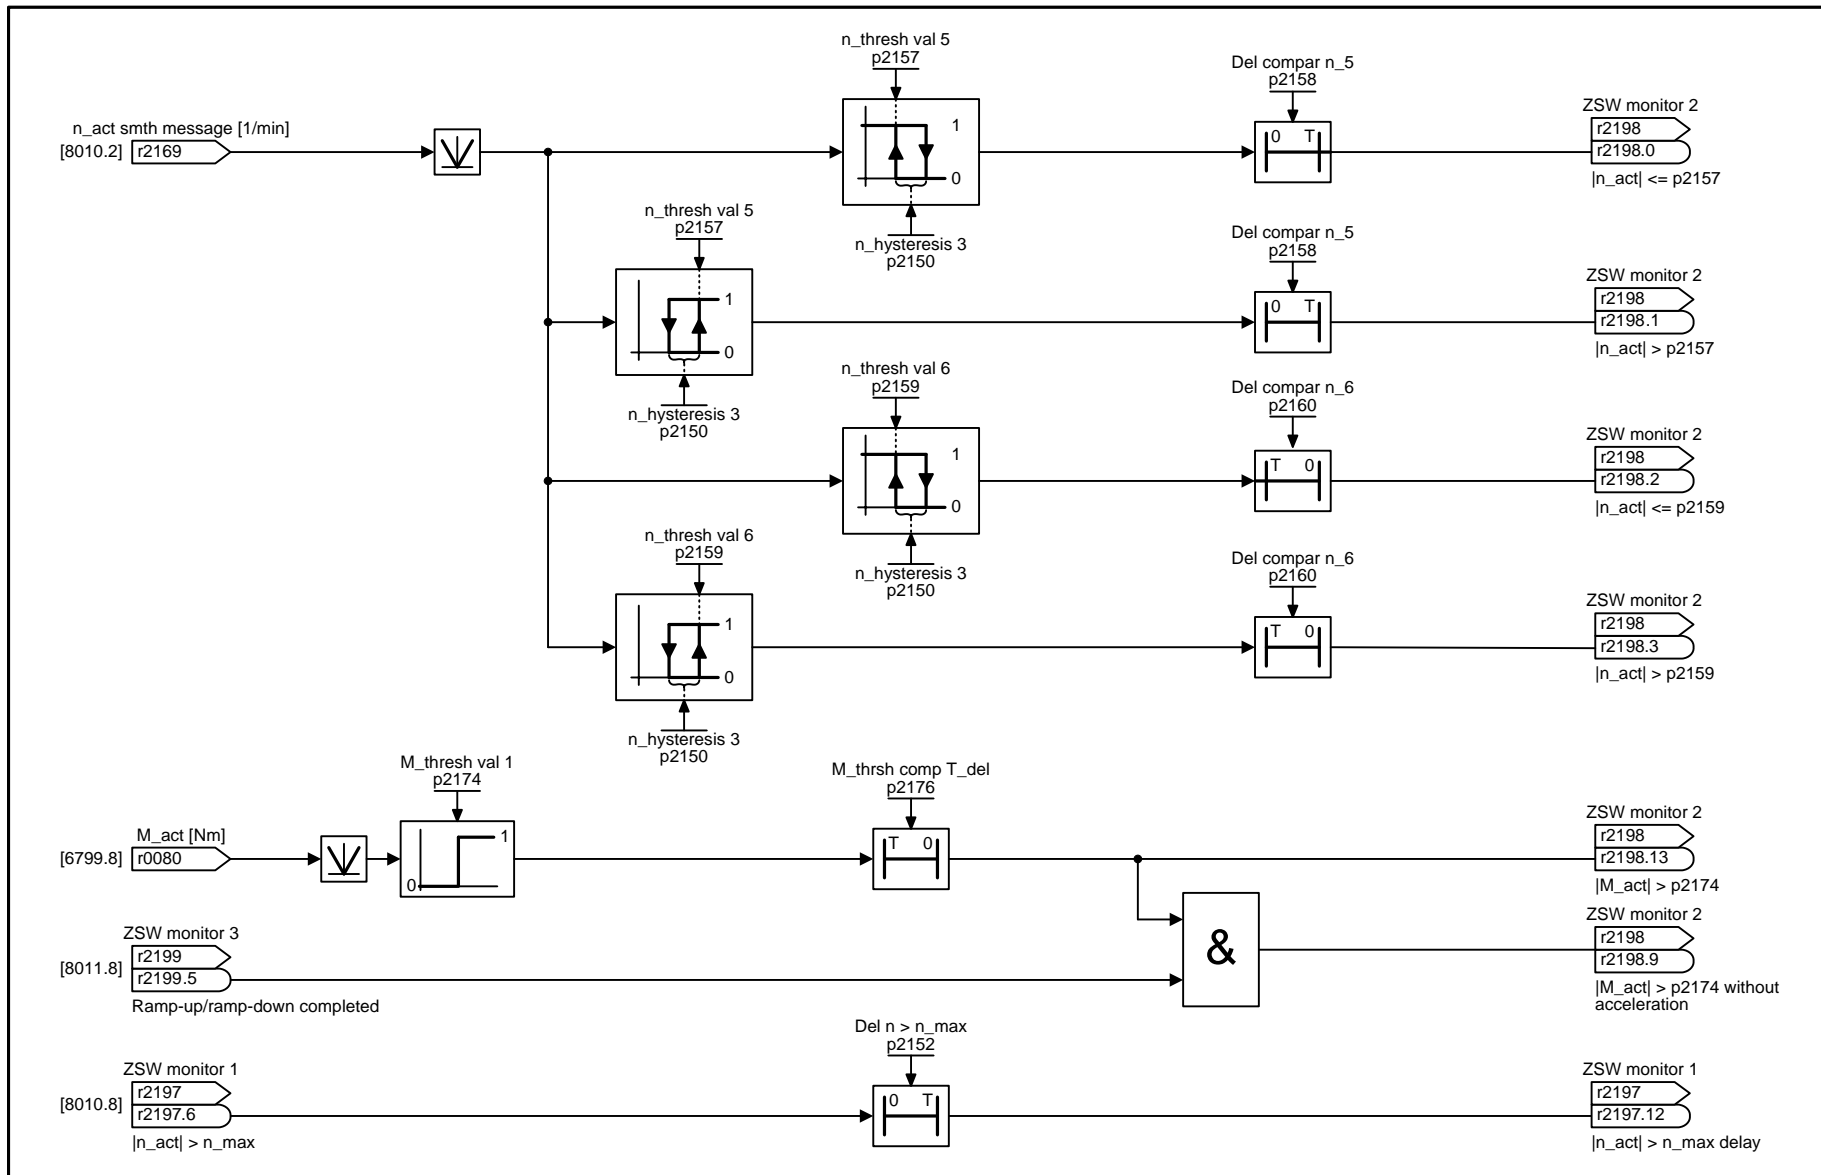 n_thresh val 5
p2157
Del compar n_5
p2158
n_act smth message [1/min]
[8010.2] r2169
1
0
0 T
ZSW monitor 2
r2198
r2198.0
|n_act| <= p2157
n_hysteresis 3
p2150
n_thresh val 5
p2157
Del compar n_5
p2158
1
0
0 T
ZSW monitor 2
r2198
r2198.1
|n_act| > p2157
n_hysteresis 3
p2150
n_thresh val 6
p2159
Del compar n_6
p2160
1
0
T 0
ZSW monitor 2
r2198
r2198.2
|n_act| <= p2159
n_hysteresis 3
p2150
n_thresh val 6
p2159
Del compar n_6
p2160
1
0
T 0
ZSW monitor 2
r2198
r2198.3
|n_act| > p2159
n_hysteresis 3
p2150
M_thresh val 1
p2174
M_thrsh comp T_del
p2176
M_act [Nm]
[6799.8] r0080
1
0
T 0
ZSW monitor 2
r2198
r2198.13
|M_act| > p2174
ZSW monitor 3
r2199
[8011.8]
r2199.5
Ramp-up/ramp-down completed
&
ZSW monitor 2
r2198
r2198.9
|M_act| > p2174 without
acceleration
Del n > n_max
p2152
ZSW monitor 1
r2197
[8010.8]
r2197.6
|n_act| > n_max
0 T
ZSW monitor 1
r2197
r2197.12
|n_act| > n_max delay